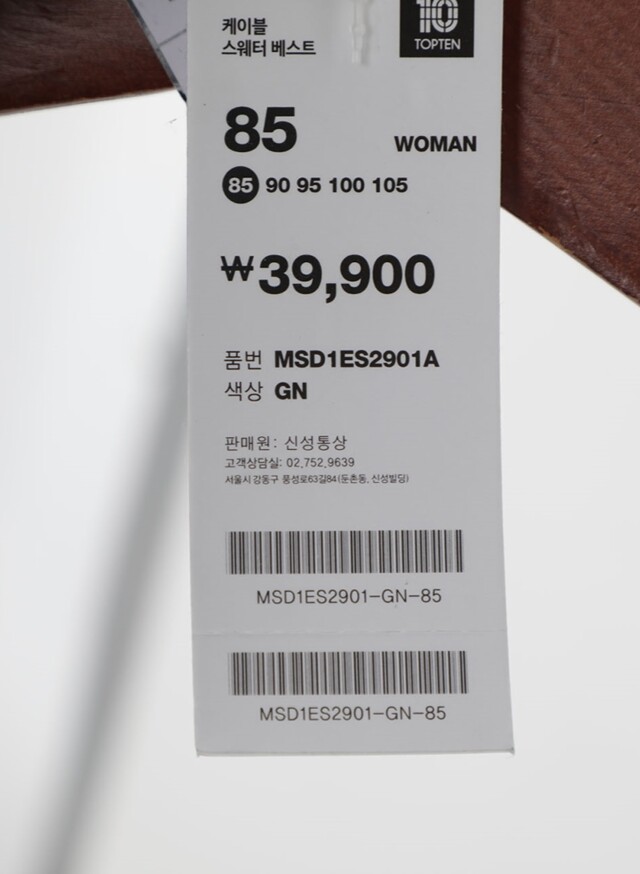 케이블
스웨터 베스트
10
TOPTEN
85
WOMAN
85 90 95 100 105
₩39,900
품번 MSD1ES2901A
색상 GN
판매원: 신성통상
고객상담실: 02.752.9639
서울시 강동구 풍성로63길84 (둔촌동, 신성빌딩)
MSD1ES2901-GN-85
MSD1ES2901-GN-85